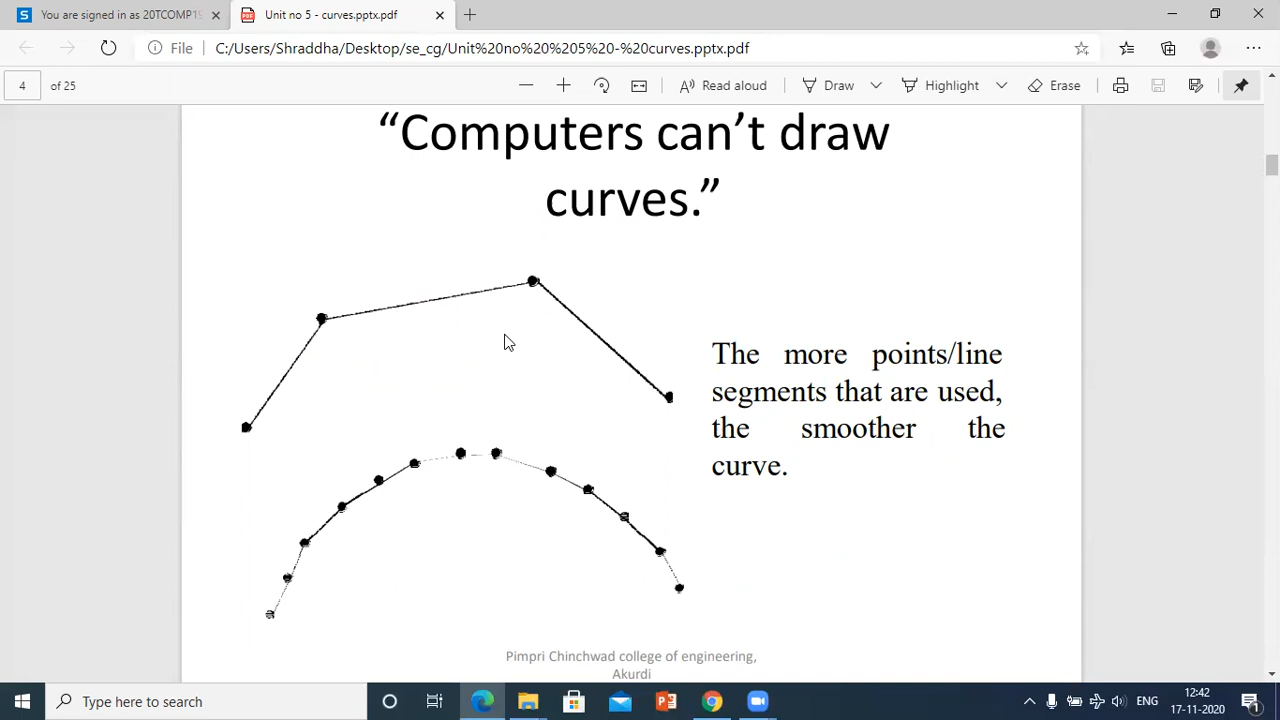 You are signed in as 20TCOMP19
Unit no 5 - curves.pptx.pdf
File
C:/Users/Shraddha/Desktop/se_cg/Unit%20no%20%205%20-%20curves.pptx.pdf
4 of 25
Read aloud
Draw
Highlight
Erase
“Computers can’t draw
curves.”
The more points/line
segments that are used,
the smoother the
curve.
Pimpri Chinchwad college of engineering,
Akurdi
Type here to search
ENG
12:42
17-11-2020
1